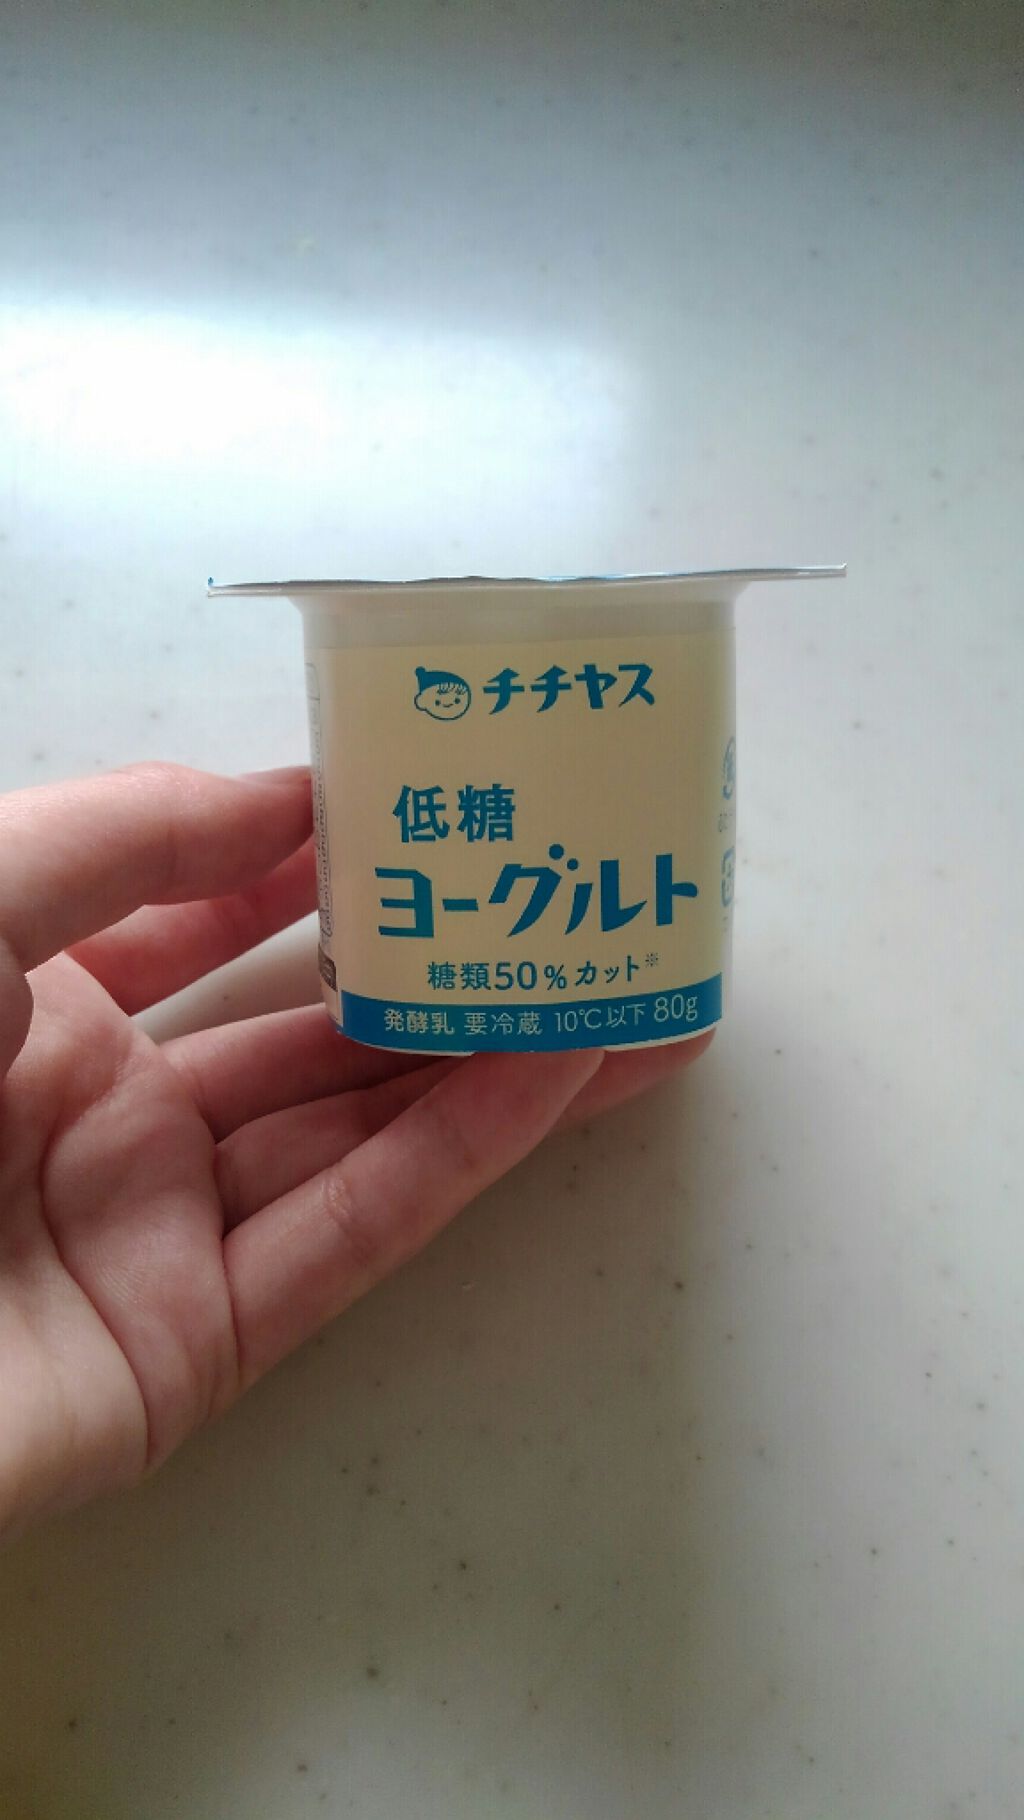 チチヤス
低糖
ヨーグルト
糖類50%カット※
発酵乳 要冷蔵 10℃以下 80g